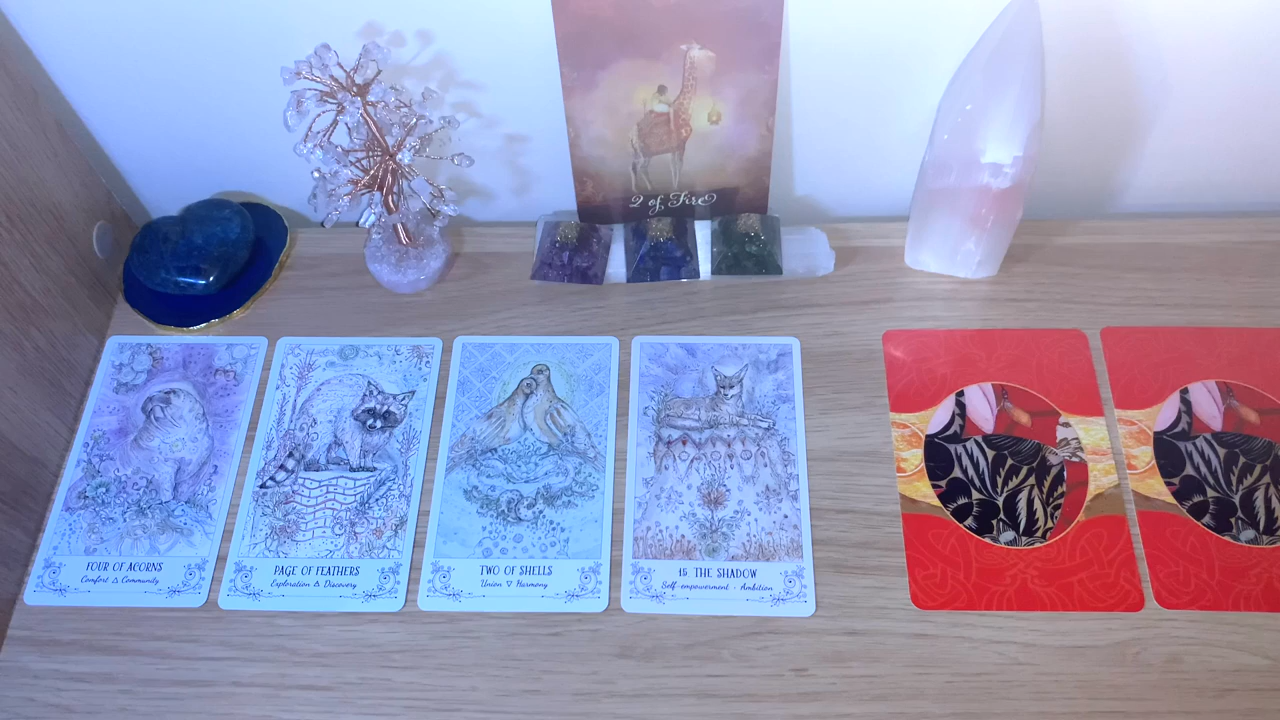 2 of Fire
FOUR OF ACORNS
Comfort △ Community
PAGE OF FEATHERS
Exploration △ Discovery
TWO OF SHELLS
Union ▽ Harmony
15 THE SHADOW
Self-empowerment · Ambition